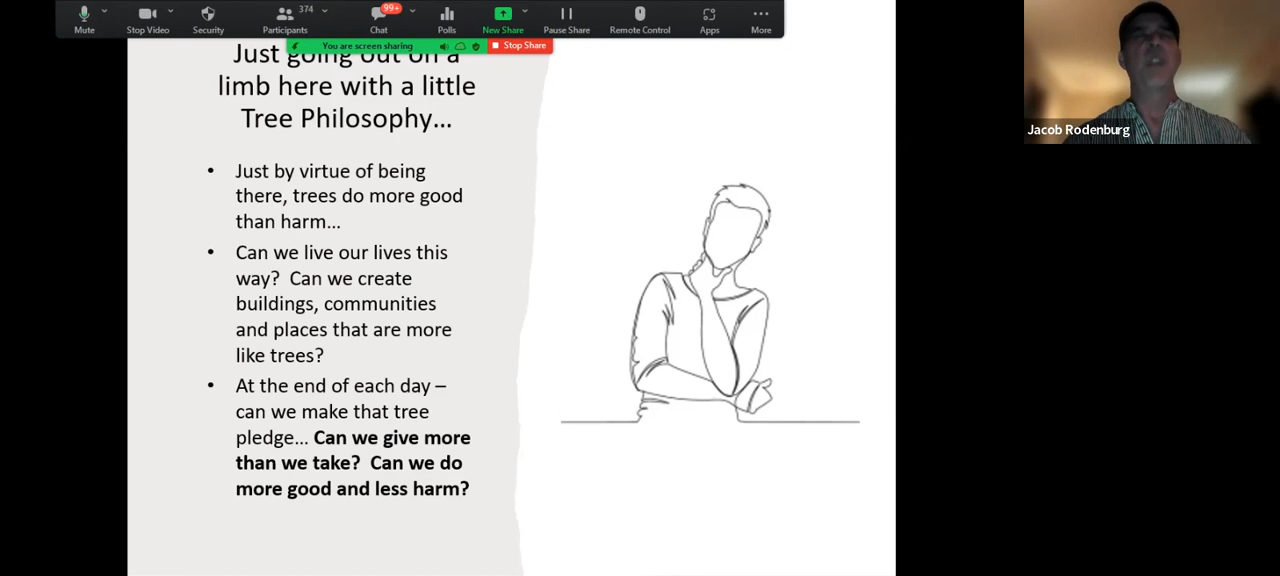 374
99+
Mute
Stop Video
Security
Participants
Chat
Polls
New Share
Pause Share
Remote Control
Apps
More
You are screen sharing
Stop Share
Just going out on a
limb here with a little
Tree Philosophy...
• Just by virtue of being
there, trees do more good
than harm...
• Can we live our lives this
way? Can we create
buildings, communities
and places that are more
like trees?
• At the end of each day –
can we make that tree
pledge... Can we give more
than we take? Can we do
more good and less harm?
Jacob Rodenburg